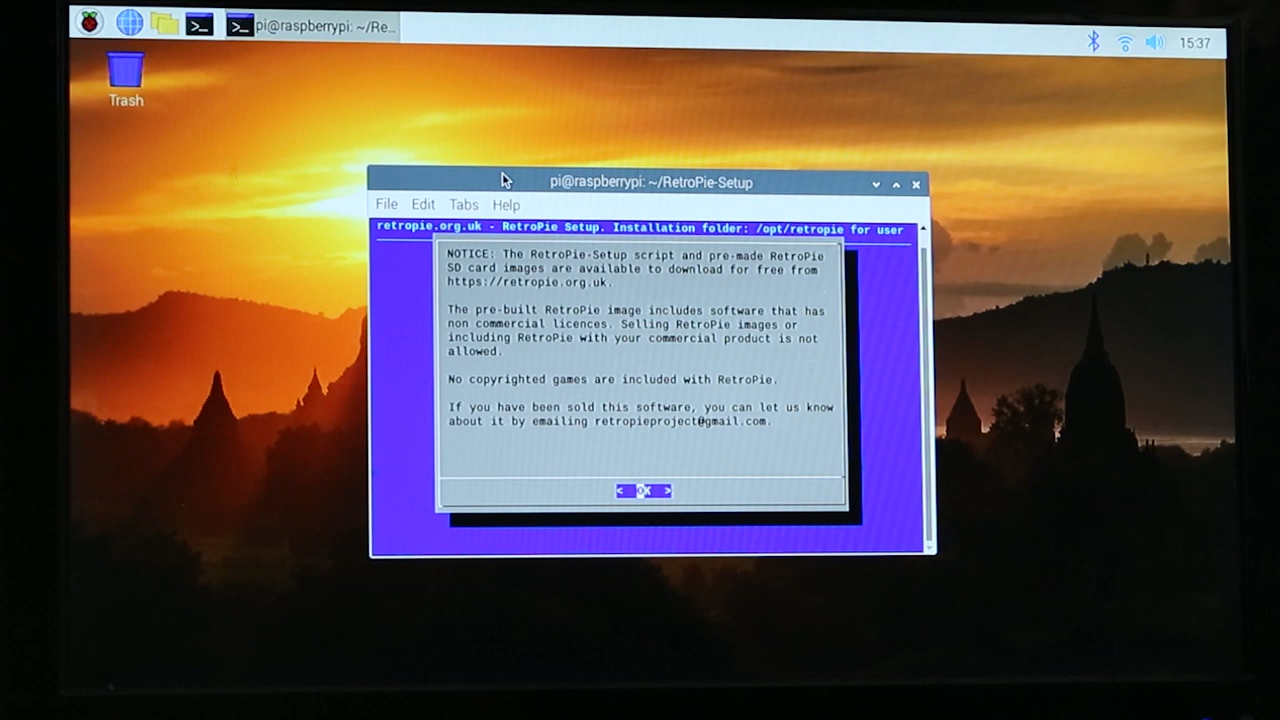 pi@raspberrypi: ~/Re...
15:37
Trash
pi@raspberrypi: ~/RetroPie-Setup
File Edit Tabs Help
retropie.org.uk - RetroPie Setup. Installation folder: /opt/retropie for user
NOTICE: The RetroPie-Setup script and pre-made RetroPie
SD card images are available to download for free from
https://retropie.org.uk.
The pre-built RetroPie image includes software that has
non commercial licences. Selling RetroPie images or
including RetroPie with your commercial product is not
allowed.
No copyrighted games are included with RetroPie.
If you have been sold this software, you can let us know
about it by emailing retropieproject@gmail.com.
< OK >